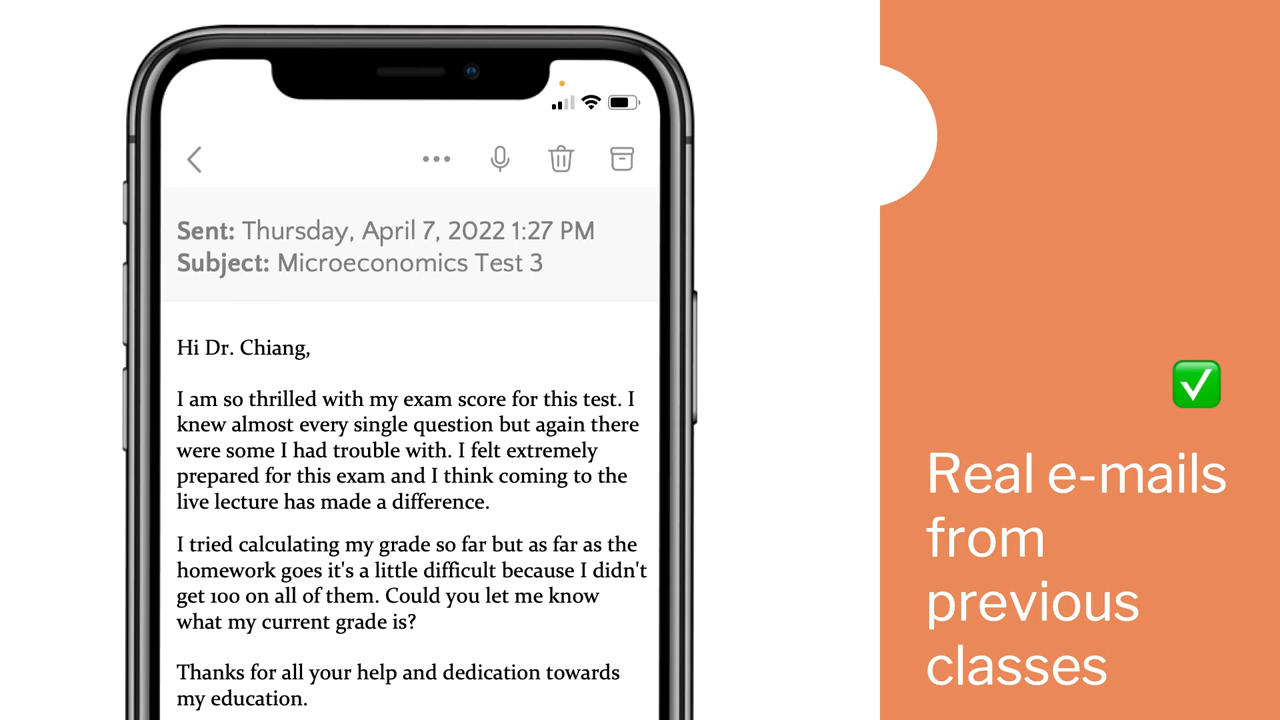 Sent: Thursday, April 7, 2022 1:27 PM
Subject: Microeconomics Test 3
Hi Dr. Chiang,
I am so thrilled with my exam score for this test. I
knew almost every single question but again there
were some I had trouble with. I felt extremely
prepared for this exam and I think coming to the
live lecture has made a difference.
I tried calculating my grade so far but as far as the
homework goes it's a little difficult because I didn't
get 100 on all of them. Could you let me know
what my current grade is?
Thanks for all your help and dedication towards
my education.
Real e-mails
from
previous
classes